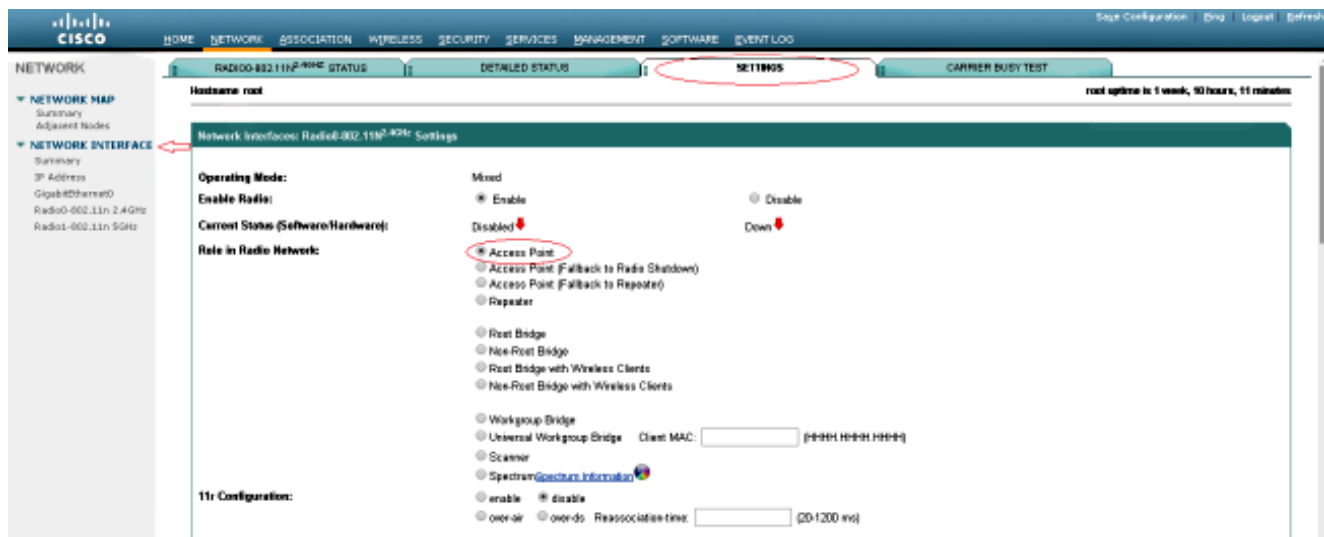 Save Configuration | Ping | Logout | Refresh
CISCO
HOME NETWORK ASSOCIATION WIRELESS SECURITY SERVICES MANAGEMENT SOFTWARE EVENT LOG
NETWORK
RADIO0-802.11N2.4GHZ STATUS
DETAILED STATUS
SETTINGS
CARRIER BUSY TEST
NETWORK MAP
Summary
Adjacent Nodes
NETWORK INTERFACE
Summary
IP Address
GigabitEthernet0
Radio0-802.11n 2.4GHz
Radio1-802.11n 5GHz
Hostname root
root uptime is 1 week, 10 hours, 11 minutes
Network Interfaces: Radio0-802.11N2.4GHz Settings
Operating Mode: Mixed
Enable Radio: Enable Disable
Current Status (Software/Hardware): Disabled Down
Role in Radio Network: Access Point
Access Point (Fallback to Radio Shutdown)
Access Point (Fallback to Repeater)
Repeater
Root Bridge
Non-Root Bridge
Root Bridge with Wireless Clients
Non-Root Bridge with Wireless Clients
Workgroup Bridge
Universal Workgroup Bridge Client MAC: (HHHH.HHHH.HHHH)
Scanner
Spectrum Spectrum Information
11r Configuration: enable disable
over-air over-ds Reassociation-time: (20-1200 ms)